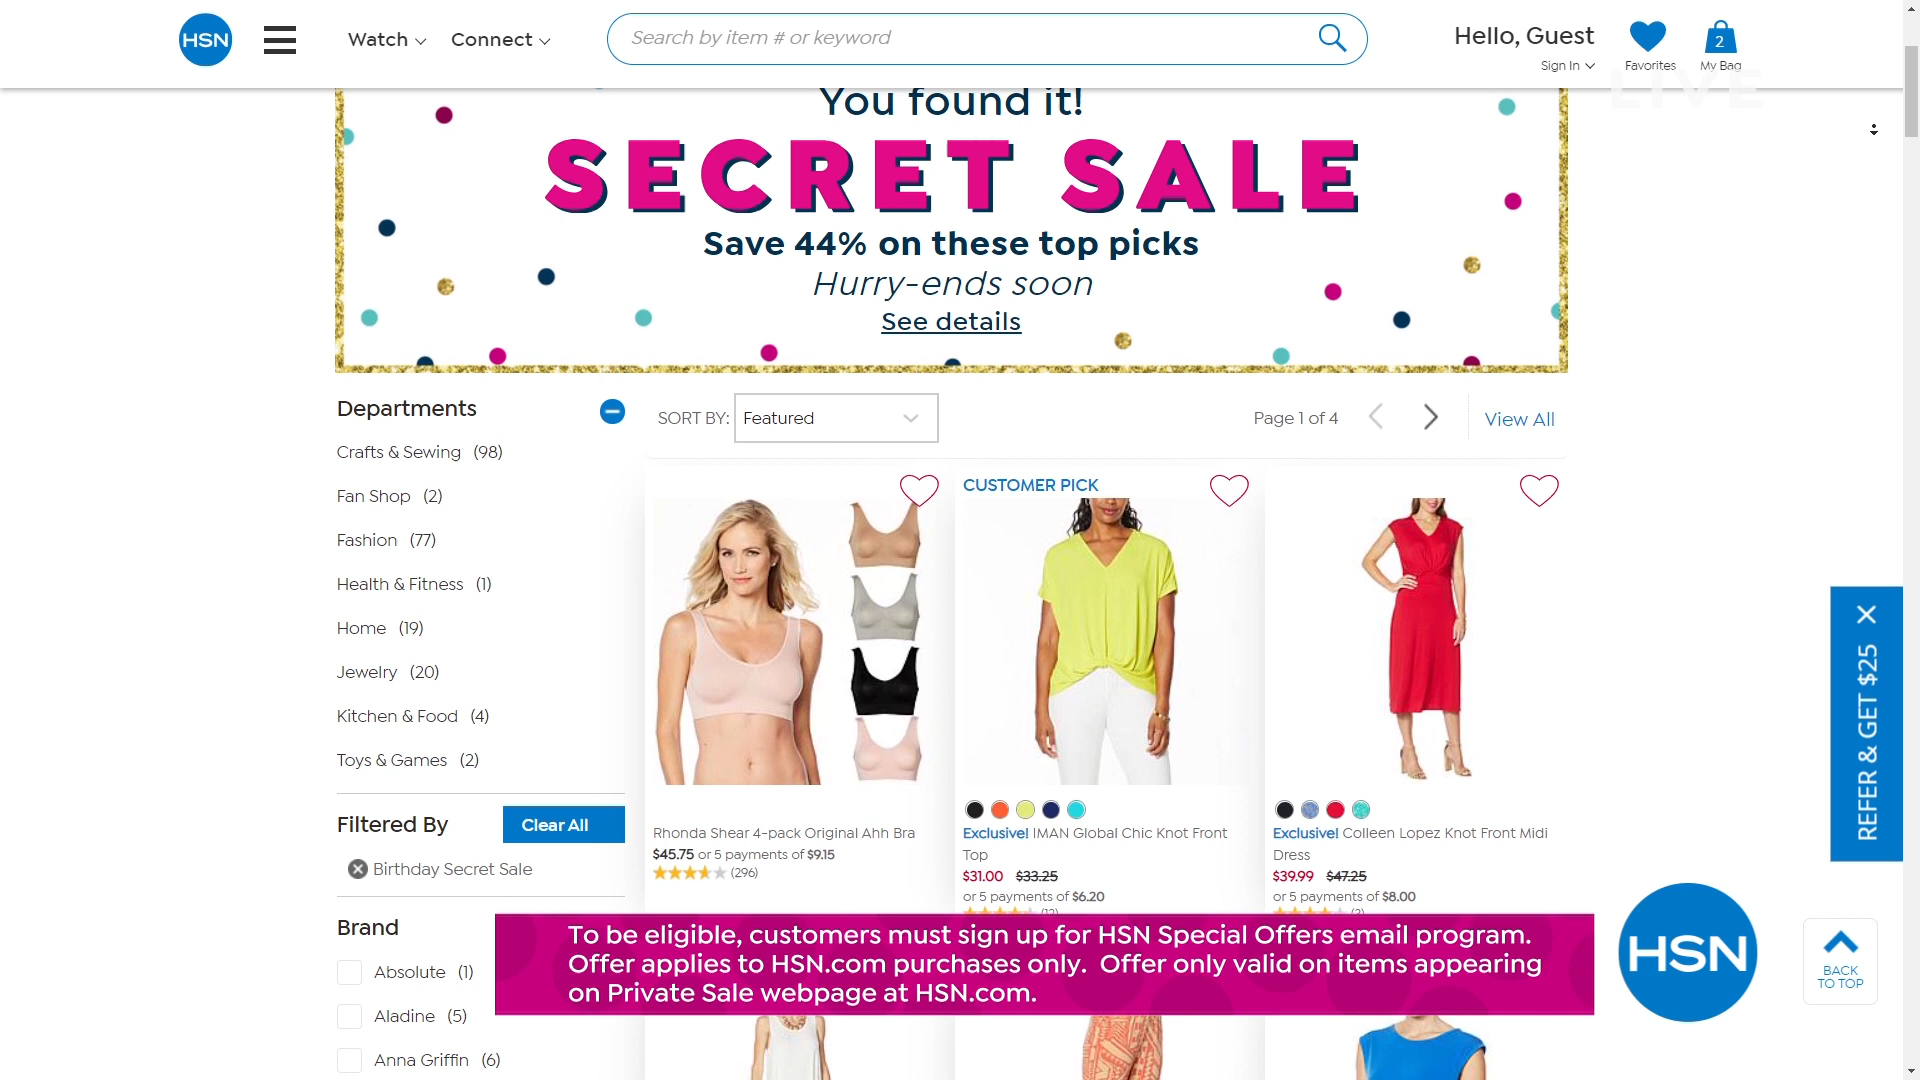 HSN
Watch
Connect
Search by item # or keyword
Hello, Guest
Sign In
Favorites
2
My Bag
LIVE
You found it!
SECRET SALE
Save 44% on these top picks
Hurry-ends soon
See details
Departments
Crafts & Sewing (98)
Fan Shop (2)
Fashion (77)
Health & Fitness (1)
Home (19)
Jewelry (20)
Kitchen & Food (4)
Toys & Games (2)
Filtered By
Clear All
Birthday Secret Sale
Brand
Absolute (1)
Aladine (5)
Anna Griffin (6)
SORT BY: Featured
Page 1 of 4
View All
Rhonda Shear 4-pack Original Ahh Bra
$45.75 or 5 payments of $9.15
(296)
CUSTOMER PICK
Exclusive! IMAN Global Chic Knot Front
Top
$31.00 $33.25
or 5 payments of $6.20
(12)
Exclusive! Colleen Lopez Knot Front Midi
Dress
$39.99 $47.25
or 5 payments of $8.00
REFER & GET $25
To be eligible, customers must sign up for HSN Special Offers email program.
Offer applies to HSN.com purchases only. Offer only valid on items appearing
on Private Sale webpage at HSN.com.
HSN
BACK
TO TOP